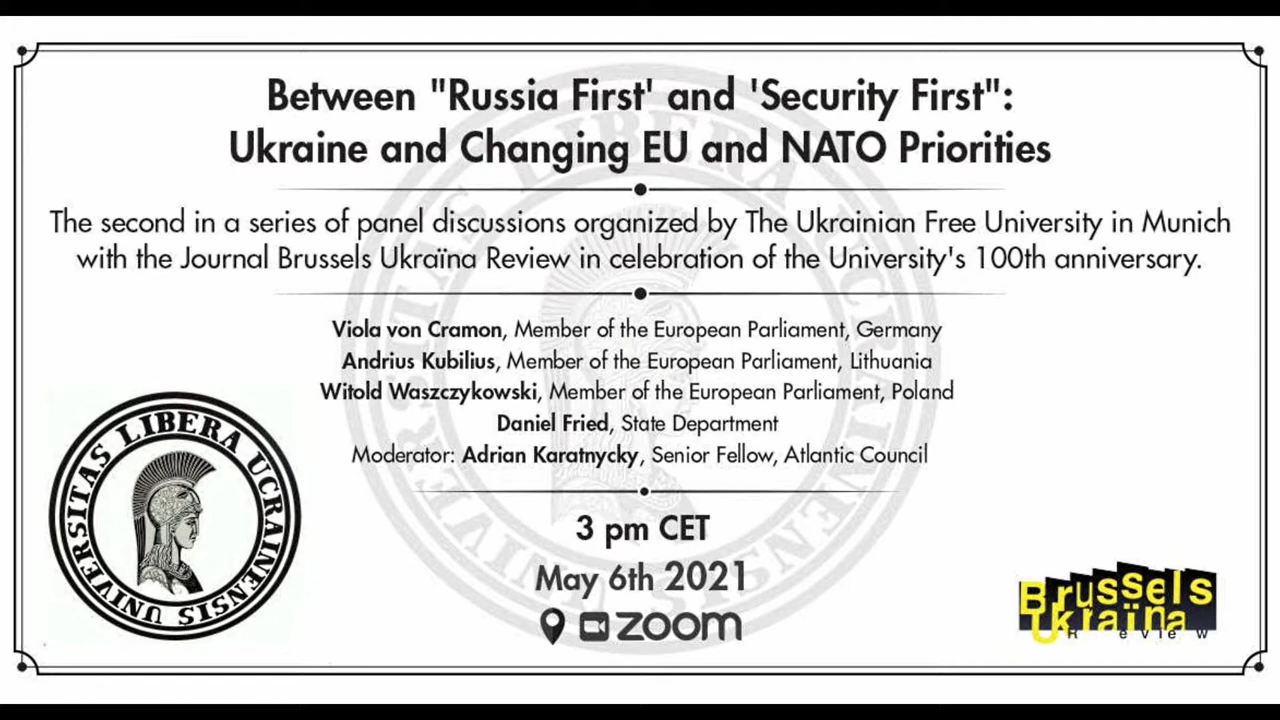 Between "Russia First' and 'Security First":
Ukraine and Changing EU and NATO Priorities
The second in a series of panel discussions organized by The Ukrainian Free University in Munich
with the Journal Brussels Ukraïna Review in celebration of the University's 100th anniversary.
Viola von Cramon, Member of the European Parliament, Germany
Andrius Kubilius, Member of the European Parliament, Lithuania
Witold Waszczykowski, Member of the European Parliament, Poland
Daniel Fried, State Department
Moderator: Adrian Karatnycky, Senior Fellow, Atlantic Council
3 pm CET
May 6th 2021
zoom
UNIVERSITAS LIBERA UCRAINENSIS
Brussels
Ukraïna
Review
UNIVERSITAS LIBERA UCRAINENSIS